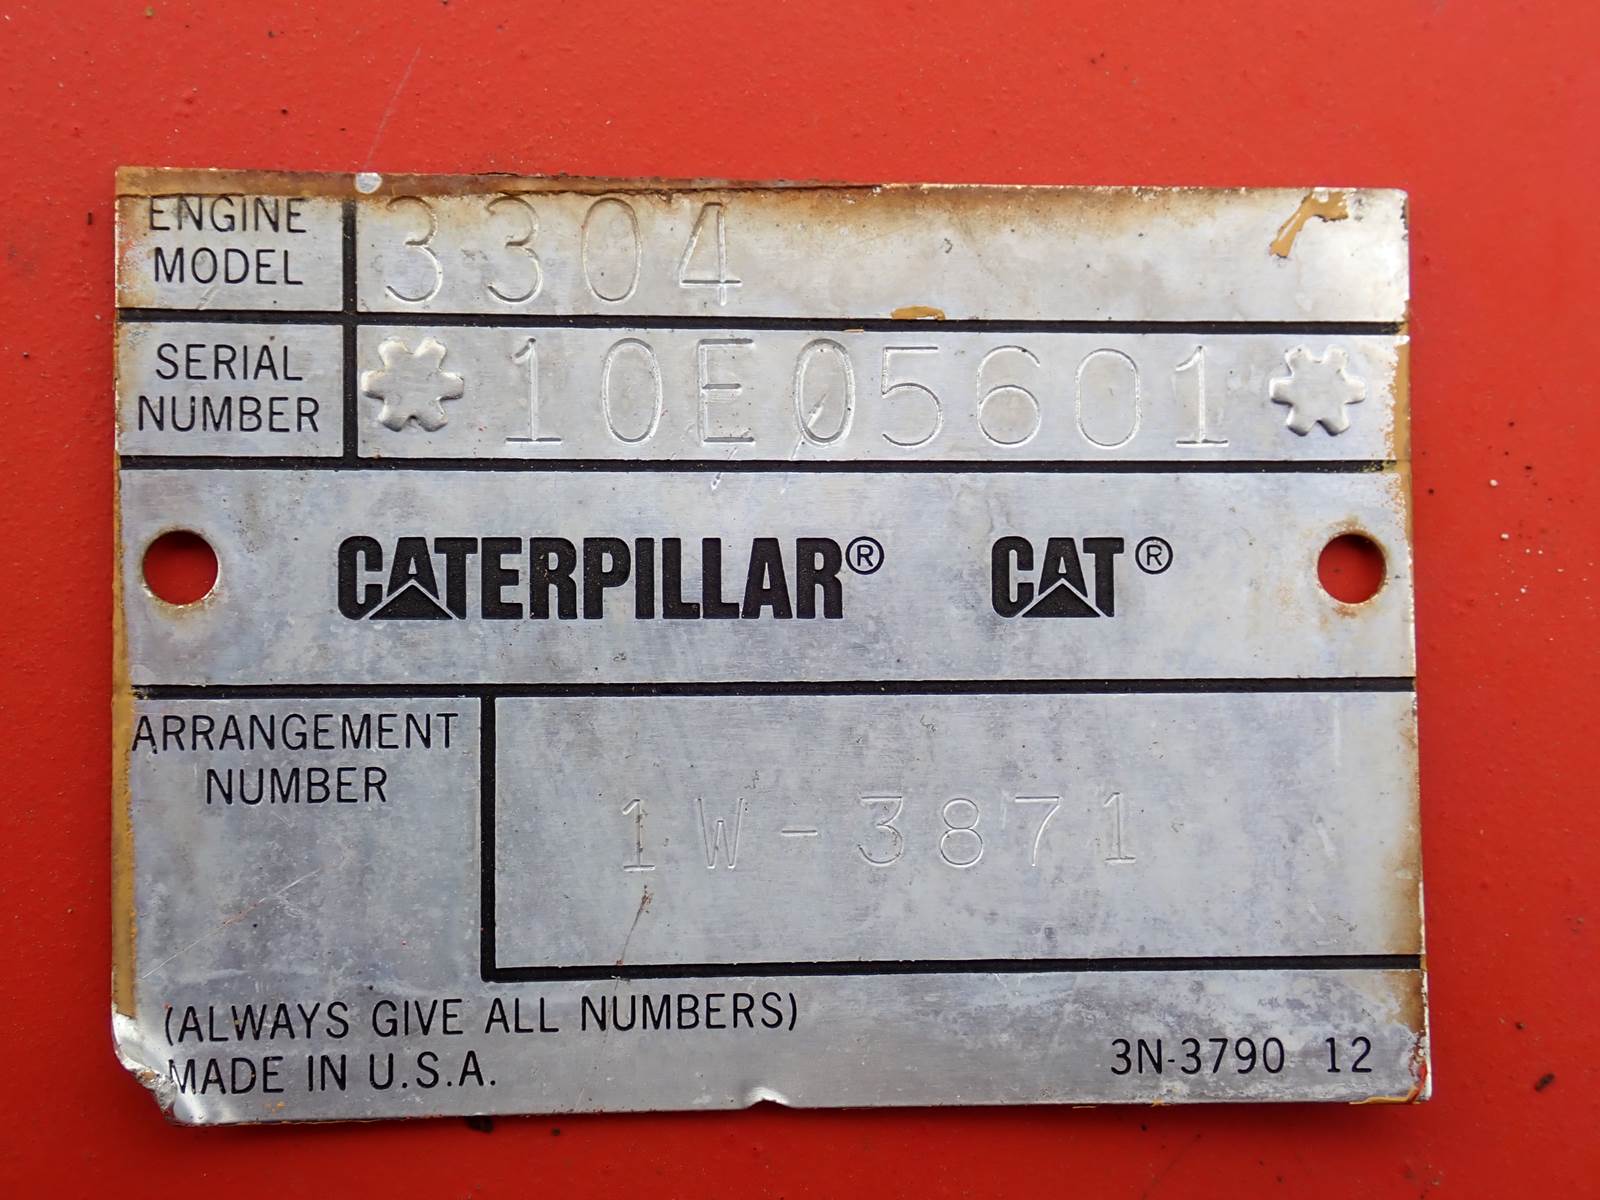 ENGINE MODEL 3304
SERIAL NUMBER *10E05601*
CATERPILLAR® CAT®
ARRANGEMENT NUMBER 1W-3871
(ALWAYS GIVE ALL NUMBERS)
MADE IN U.S.A. 3N-3790 12